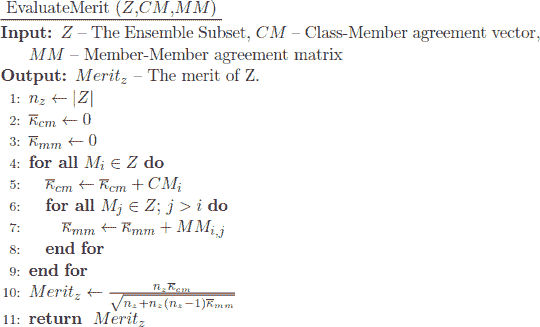 EvaluateMerit (Z,CM,MM)
Input: Z – The Ensemble Subset, CM – Class-Member agreement vector,
MM – Member-Member agreement matrix
Output: Merit_z – The merit of Z.
1: n_z ← |Z|
2: κ̅_cm ← 0
3: κ̅_mm ← 0
4: for all M_i ∈ Z do
5: κ̅_cm ← κ̅_cm + CM_i
6: for all M_j ∈ Z; j > i do
7: κ̅_mm ← κ̅_mm + MM_{i,j}
8: end for
9: end for
10: Merit_z ← n_z κ̅_cm / √(n_z+n_z(n_z−1)κ̅_mm)
11: return Merit_z